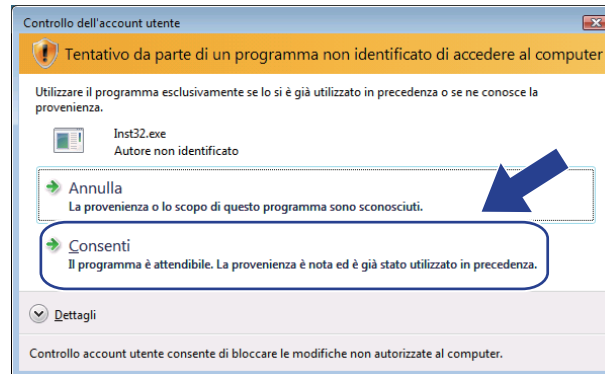 Controllo dell'account utente
Tentativo da parte di un programma non identificato di accedere al computer
Utilizzare il programma esclusivamente se lo si è già utilizzato in precedenza o se ne conosce la
provenienza.
Inst32.exe
Autore non identificato
Annulla
La provenienza o lo scopo di questo programma sono sconosciuti.
Consenti
Il programma è attendibile. La provenienza è nota ed è già stato utilizzato in precedenza.
Dettagli
Controllo account utente consente di bloccare le modifiche non autorizzate al computer.